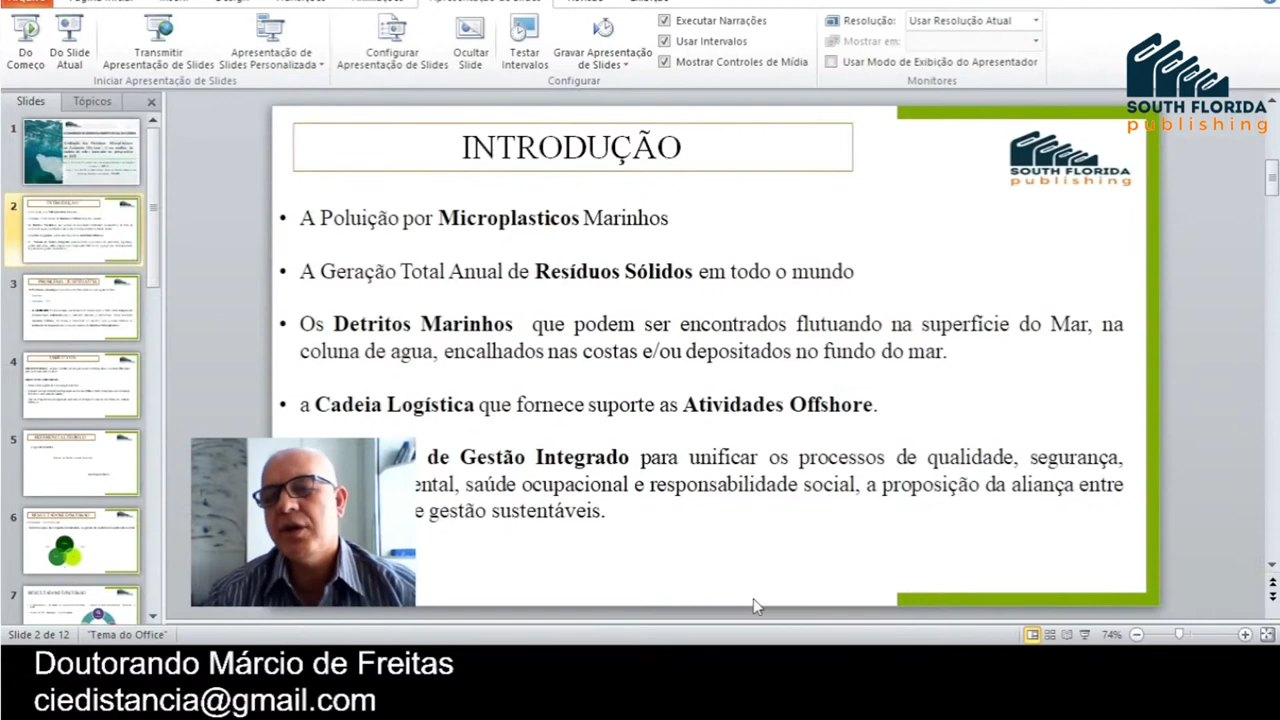 Do
Começo
Do Slide
Atual
Transmitir
Apresentação de Slides
Apresentação de
Slides Personalizada
Iniciar Apresentação de Slides
Configurar
Apresentação de Slides
Ocultar
Slide
Testar
Intervalos
Gravar Apresentação
de Slides
Executar Narrações
Usar Intervalos
Mostrar Controles de Mídia
Configurar
Resolução:
Usar Resolução Atual
Mostrar em:
Usar Modo de Exibição do Apresentador
Monitores
SOUTH FLORIDA
publishing
Slides
Tópicos
1
2
3
4
5
6
7
INTRODUÇÃO
SOUTH FLORIDA
publishing
• A Poluição por Microplasticos Marinhos
• A Geração Total Anual de Resíduos Sólidos em todo o mundo
• Os Detritos Marinhos que podem ser encontrados flutuando na superfície do Mar, na
coluna de agua, encalhados nas costas e/ou depositados no fundo do mar.
• a Cadeia Logística que fornece suporte as Atividades Offshore.
de Gestão Integrado para unificar os processos de qualidade, segurança,
ental, saúde ocupacional e responsabilidade social, a proposição da aliança entre
e gestão sustentáveis.
Slide 2 de 12
"Tema do Office"
74%
Doutorando Márcio de Freitas
ciedistancia@gmail.com